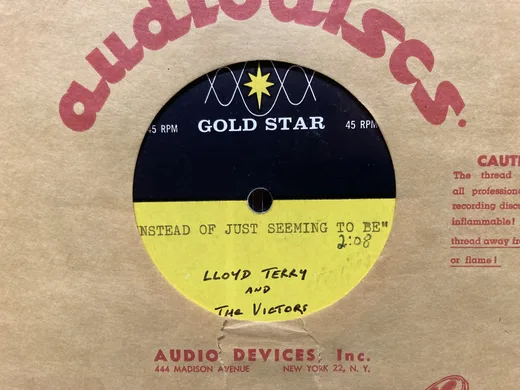 audiodiscs.
45 RPM GOLD STAR 45 RPM
NSTEAD OF JUST SEEMING TO BE"
2:08
LLOYD TERRY
AND
THE VICTORS
CAUT
The thread
all professio
recording disc
inflammable!
thread away fr
or flame!
AUDIO DEVICES, Inc.
444 MADISON AVENUE NEW YORK 22, N. Y.